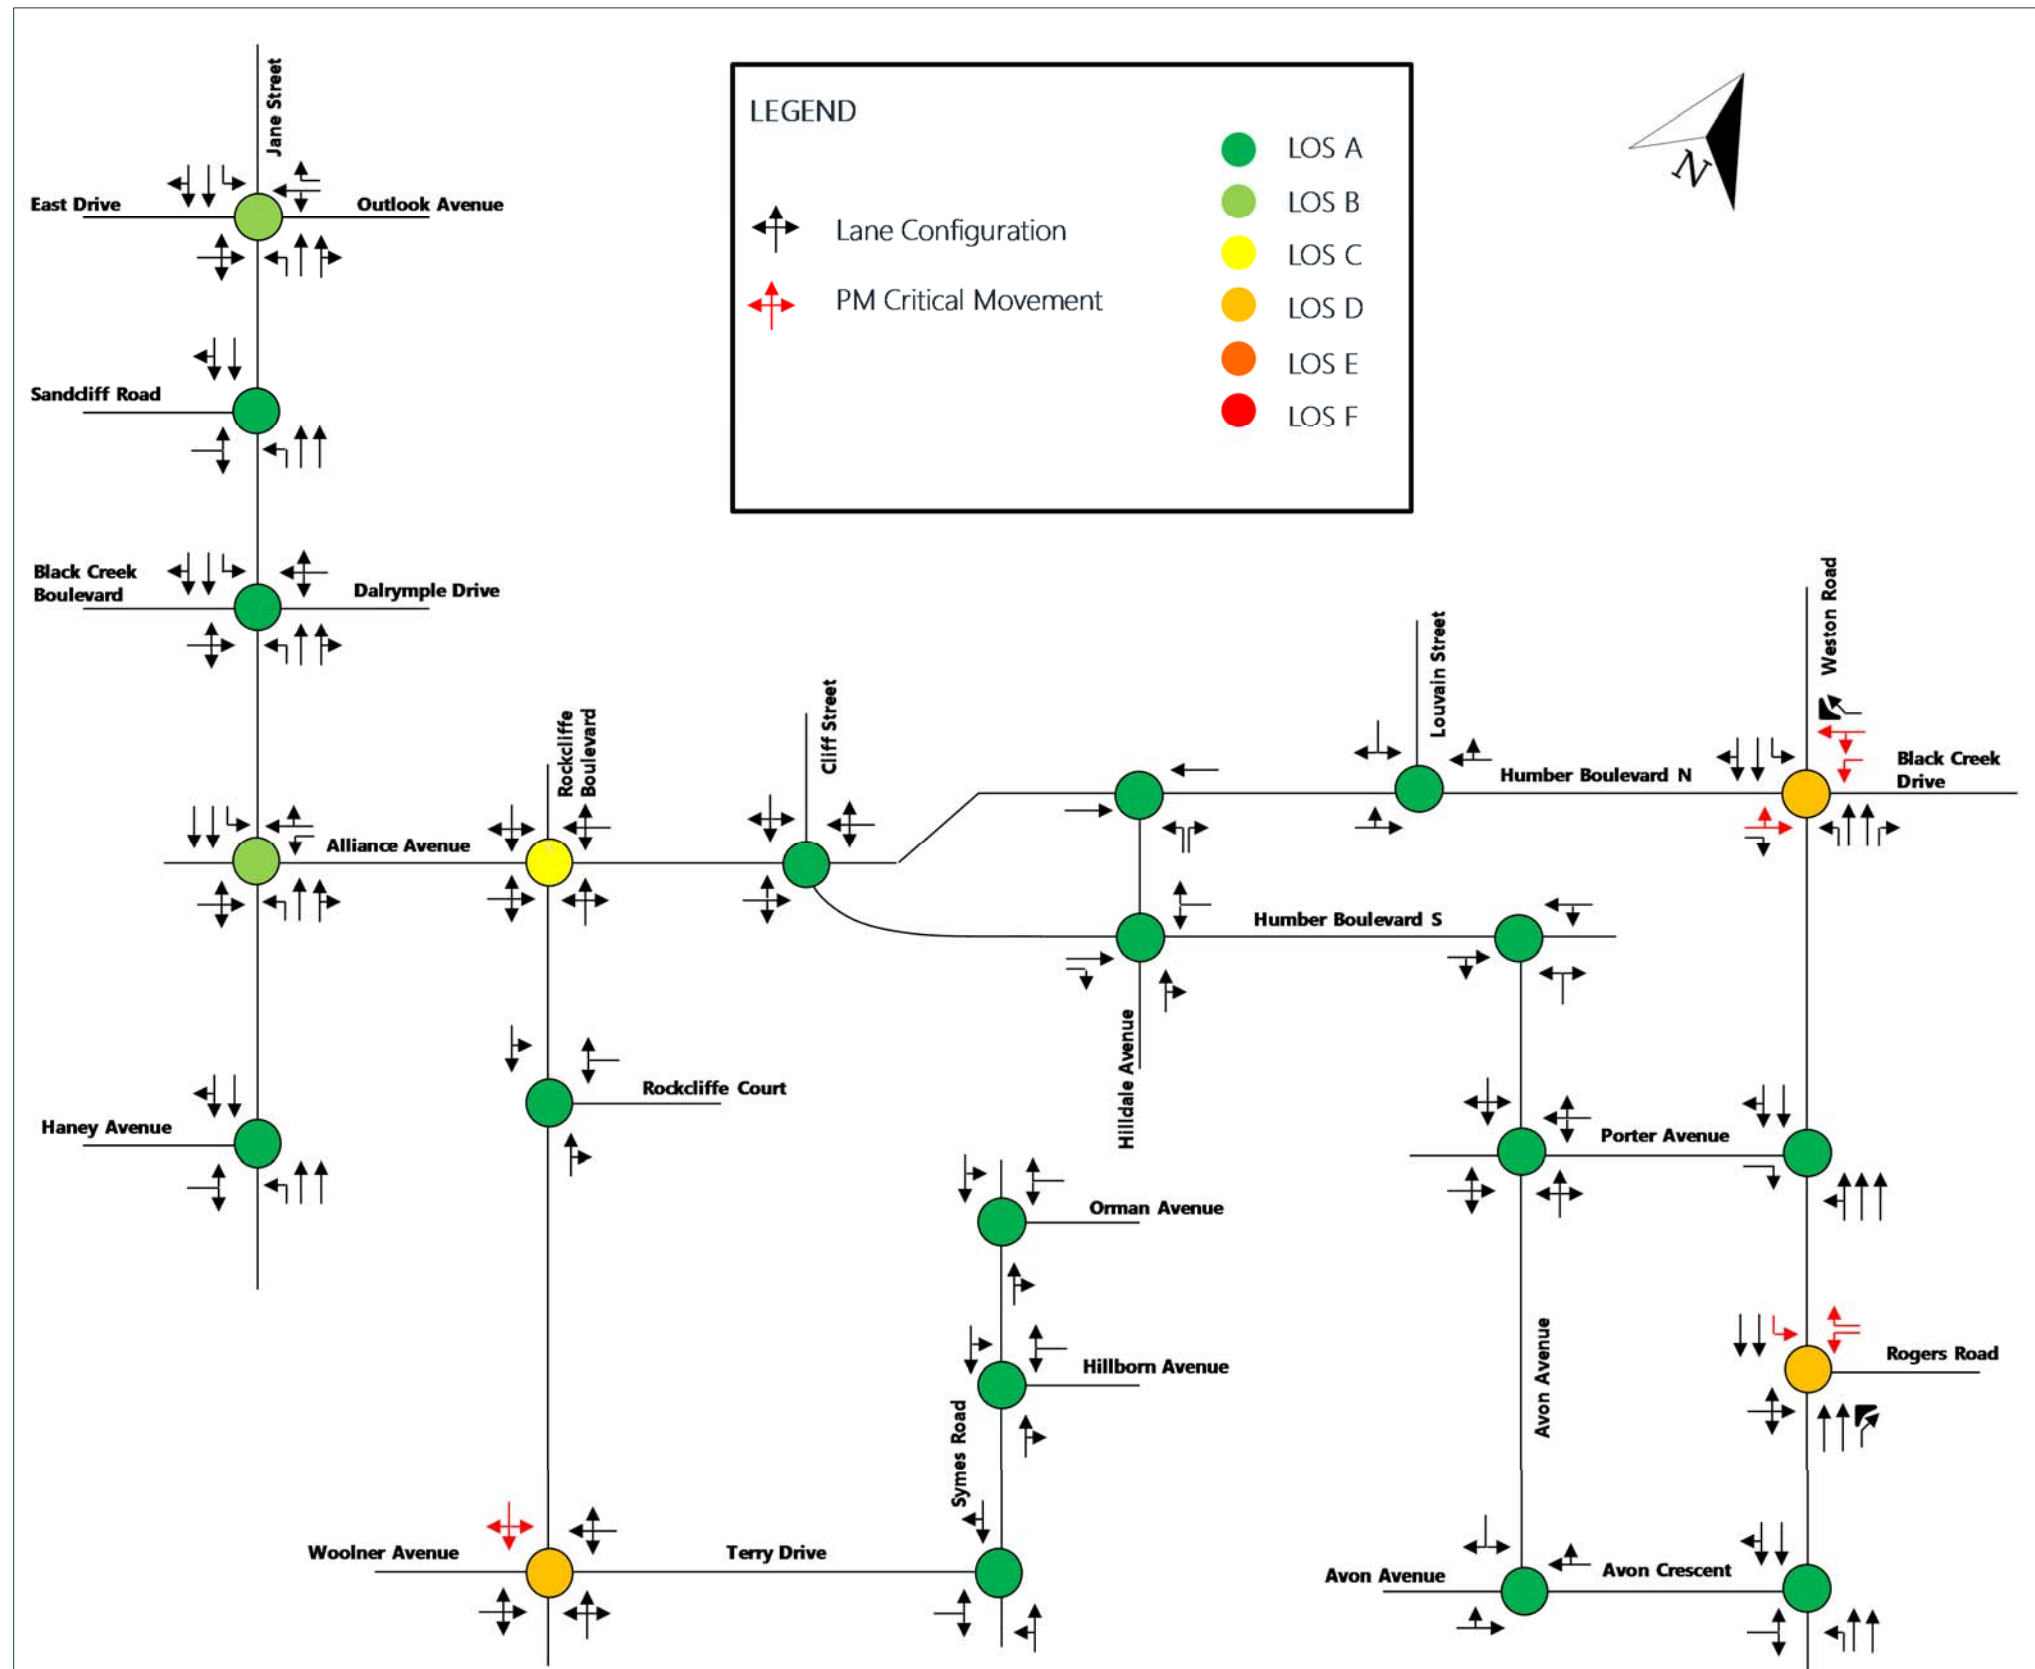 Jane Street
LEGEND
LOS A
LOS B
LOS C
LOS D
LOS E
LOS F
Lane Configuration
PM Critical Movement
N
East Drive
Outlook Avenue
Sandcliff Road
Black Creek
Boulevard
Dalrymple Drive
Weston Road
Louvain Street
Cliff Street
Rockcliffe
Boulevard
Humber Boulevard N
Black Creek
Drive
Alliance Avenue
Humber Boulevard S
Hilldale Avenue
Rockcliffe Court
Haney Avenue
Porter Avenue
Orman Avenue
Avon Avenue
Rogers Road
Hillborn Avenue
Symes Road
Woolner Avenue
Terry Drive
Avon Avenue
Avon Crescent